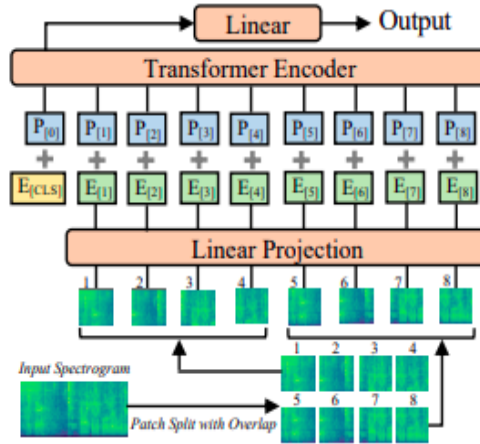 Linear Output
Transformer Encoder
P[0] P[1] P[2] P[3] P[4] P[5] P[6] P[7] P[8]
+ + + + + + + + +
E[CLS] E[1] E[2] E[3] E[4] E[5] E[6] E[7] E[8]
Linear Projection
1 2 3 4 5 6 7 8
1 2 3 4
Input Spectrogram
5 6 7 8
Patch Split with Overlap